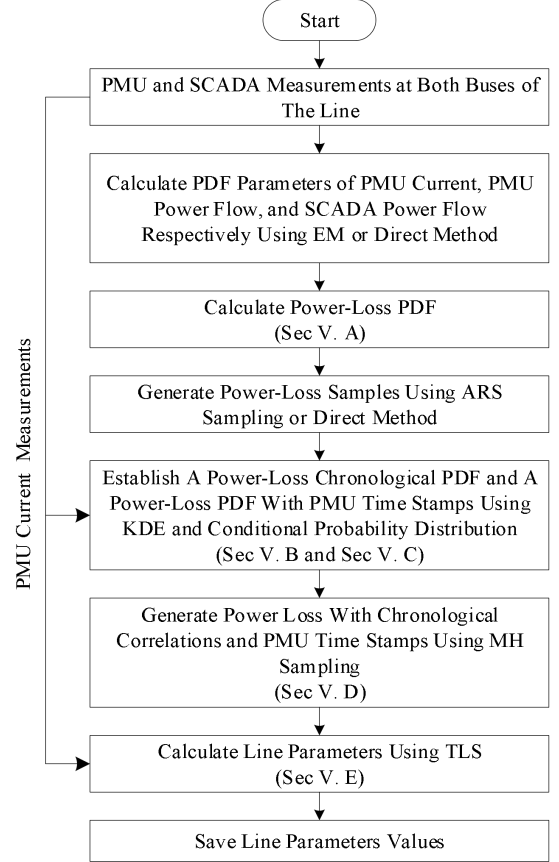 Start
PMU and SCADA Measurements at Both Buses of
The Line
Calculate PDF Parameters of PMU Current, PMU
Power Flow, and SCADA Power Flow
Respectively Using EM or Direct Method
Calculate Power-Loss PDF
(Sec V. A)
Generate Power-Loss Samples Using ARS
Sampling or Direct Method
PMU Current Measurements
Establish A Power-Loss Chronological PDF and A
Power-Loss PDF With PMU Time Stamps Using
KDE and Conditional Probability Distribution
(Sec V. B and Sec V. C)
Generate Power Loss With Chronological
Correlations and PMU Time Stamps Using MH
Sampling
(Sec V. D)
Calculate Line Parameters Using TLS
(Sec V. E)
Save Line Parameters Values